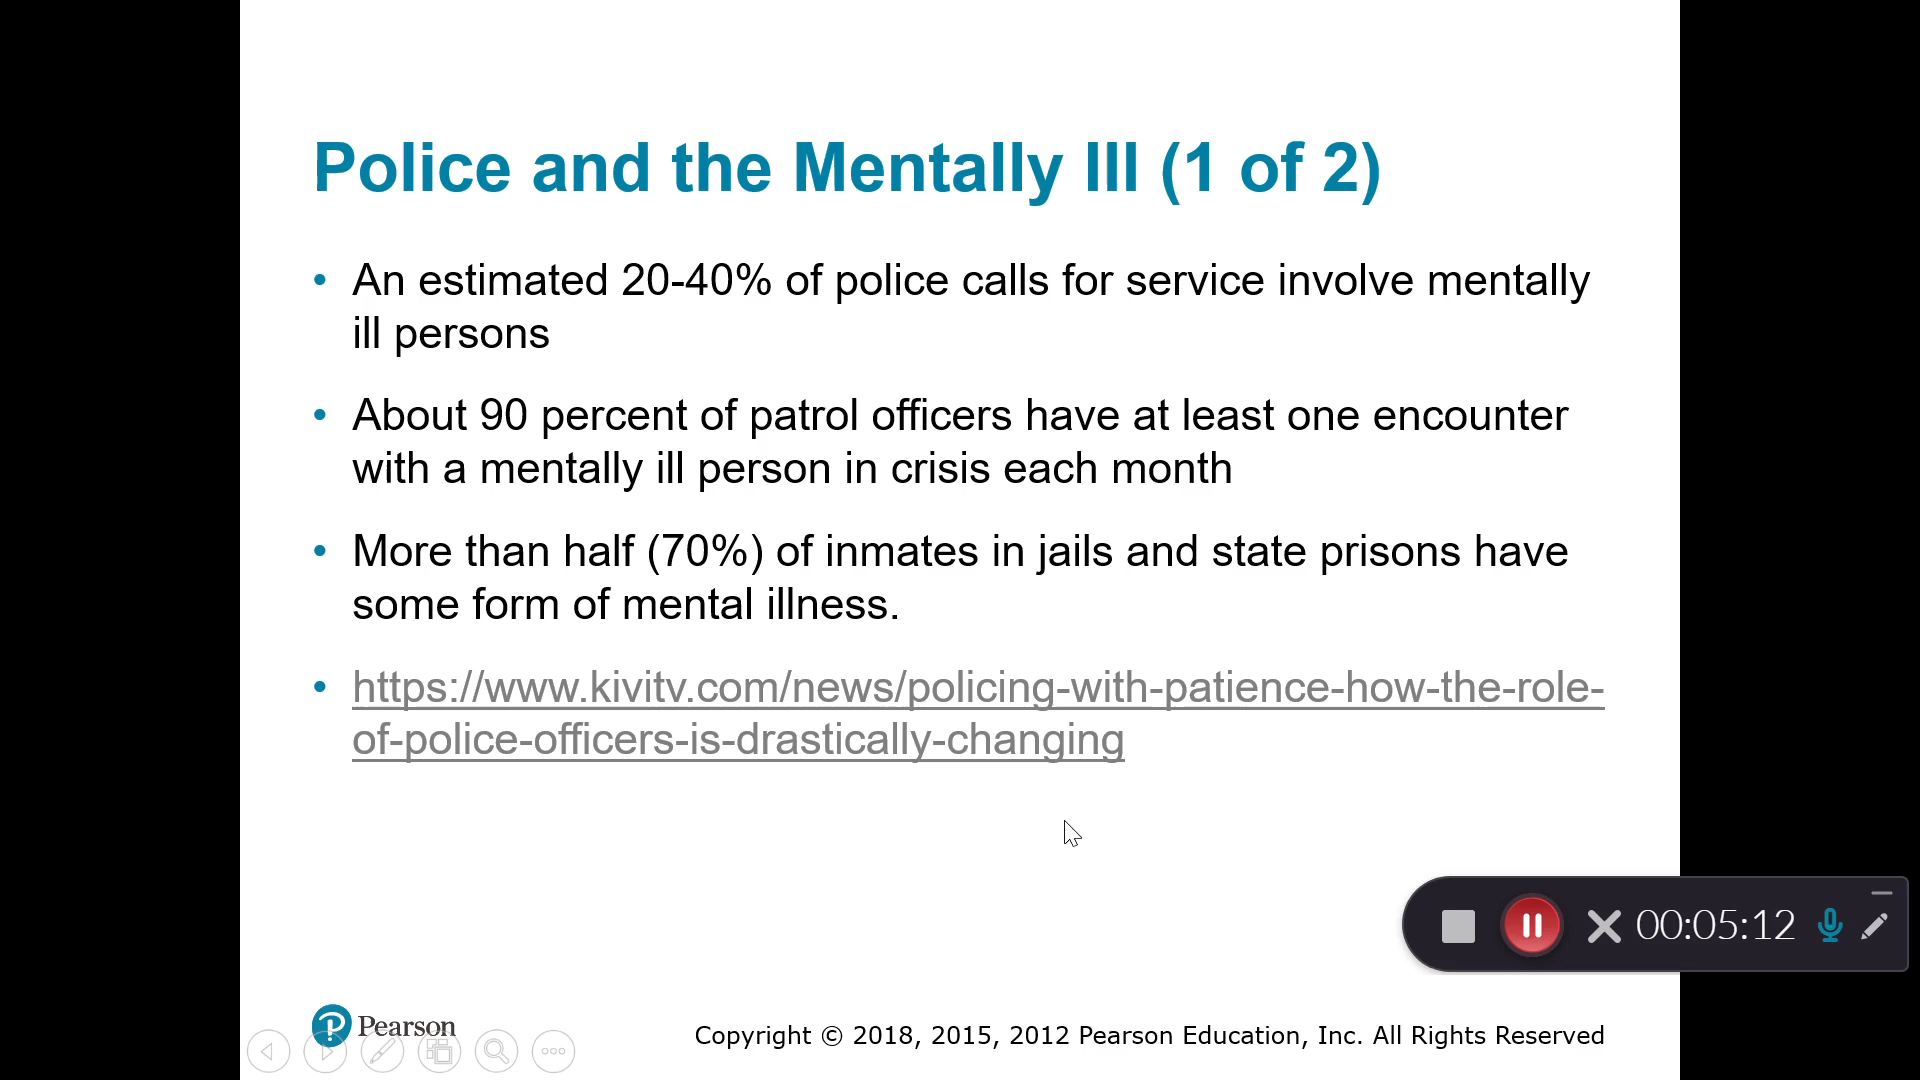 Police and the Mentally Ill (1 of 2)
• An estimated 20-40% of police calls for service involve mentally
ill persons
• About 90 percent of patrol officers have at least one encounter
with a mentally ill person in crisis each month
• More than half (70%) of inmates in jails and state prisons have
some form of mental illness.
• https://www.kivitv.com/news/policing-with-patience-how-the-role-
of-police-officers-is-drastically-changing
00:05:12
Pearson
Copyright © 2018, 2015, 2012 Pearson Education, Inc. All Rights Reserved